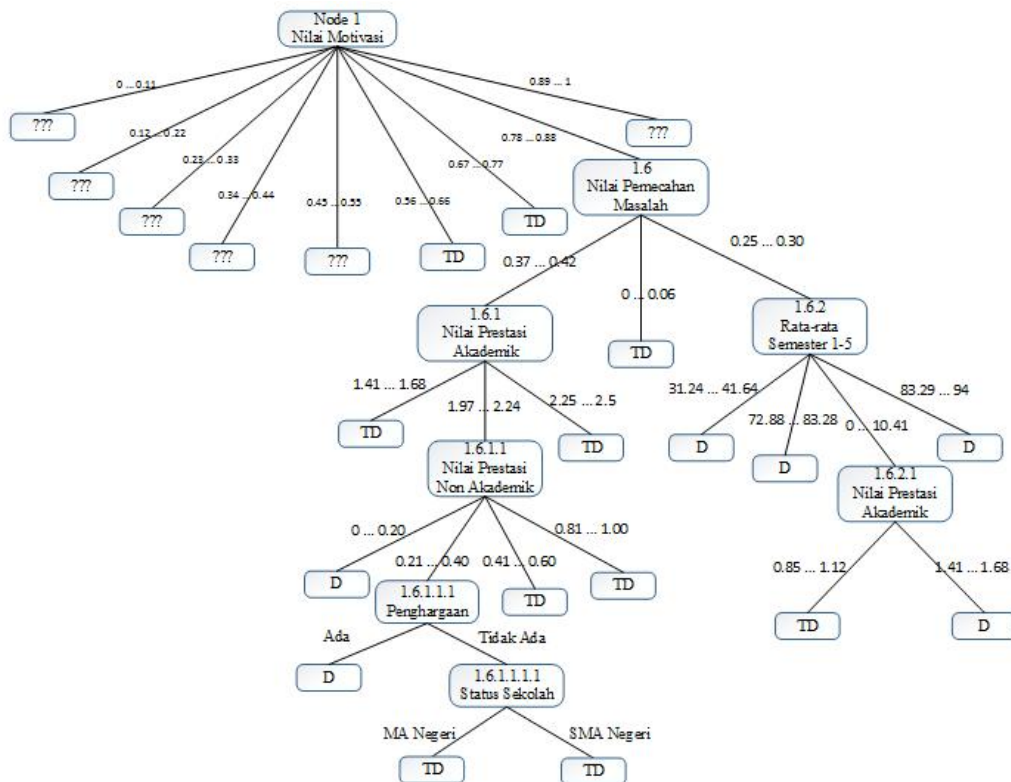 Node 1
Nilai Motivasi
0 ... 0.11
0.89 ... 1
???
???
0.12 ... 0.22
0.78 ... 0.88
0.23 ... 0.33
0.67 ... 0.77
1.6
Nilai Pemecahan
Masalah
???
0.34 ... 0.44
0.45 ... 0.55
0.56 ... 0.66
???
TD
???
???
TD
0.25 ... 0.30
0.37 ... 0.42
0 ... 0.06
1.6.1
Nilai Prestasi
Akademik
1.6.2
Rata-rata
Semester 1-5
TD
1.41 ... 1.68
1.97 ... 2.24
2.25 ... 2.5
31.24 ... 41.64
72.88 ... 83.28
0 ... 10.41
83.29 ... 94
TD
TD
D
D
D
1.6.1.1
Nilai Prestasi
Non Akademik
1.6.2.1
Nilai Prestasi
Akademik
0 ... 0.20
0.21 ... 0.40
0.41 ... 0.60
0.81 ... 1.00
0.85 ... 1.12
1.41 ... 1.68
D
1.6.1.1.1
Penghargaan
TD
TD
TD
D
Ada
Tidak Ada
D
1.6.1.1.1.1
Status Sekolah
MA Negeri
SMA Negeri
TD
TD